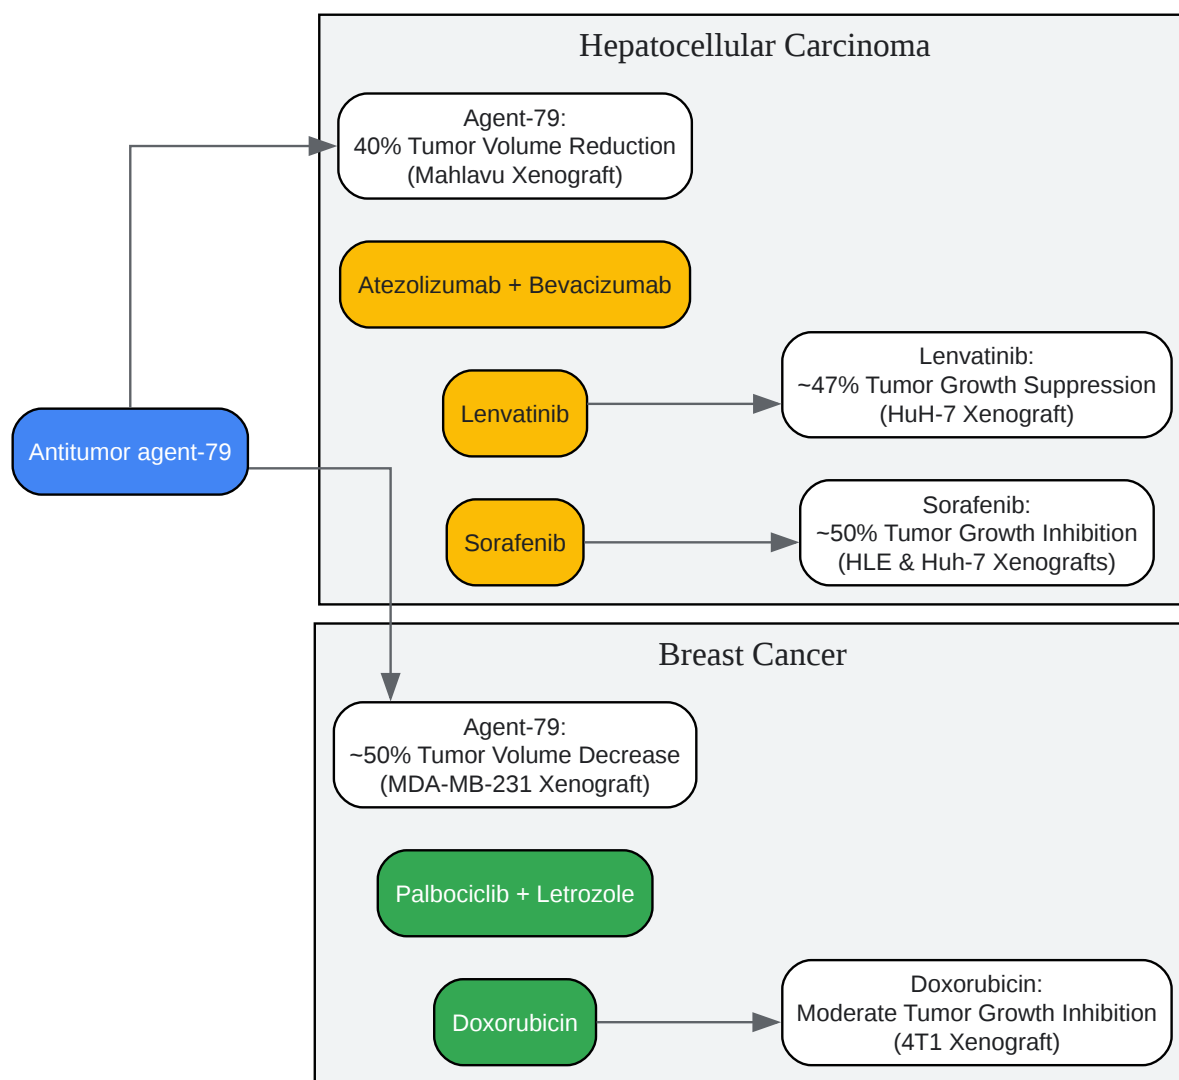 Hepatocellular Carcinoma
Agent-79:
40% Tumor Volume Reduction
(Mahlavu Xenograft)
Atezolizumab + Bevacizumab
Lenvatinib
Lenvatinib:
~47% Tumor Growth Suppression
(HuH-7 Xenograft)
Antitumor agent-79
Sorafenib
Sorafenib:
~50% Tumor Growth Inhibition
(HLE & Huh-7 Xenografts)
Breast Cancer
Agent-79:
~50% Tumor Volume Decrease
(MDA-MB-231 Xenograft)
Palbociclib + Letrozole
Doxorubicin
Doxorubicin:
Moderate Tumor Growth Inhibition
(4T1 Xenograft)